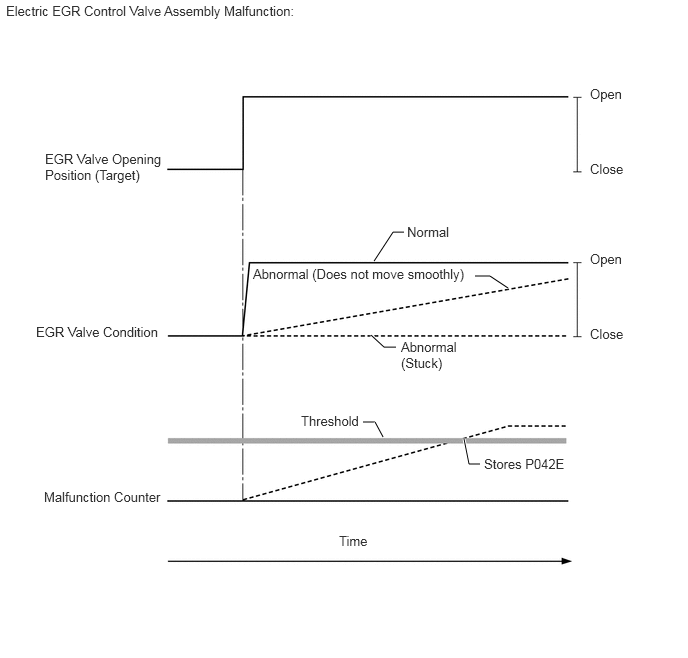 Electric EGR Control Valve Assembly Malfunction:
Open
EGR Valve Opening
Position (Target)
Close
Normal
Open
Abnormal (Does not move smoothly)
EGR Valve Condition
Close
Abnormal
(Stuck)
Threshold
Stores P042E
Malfunction Counter
Time